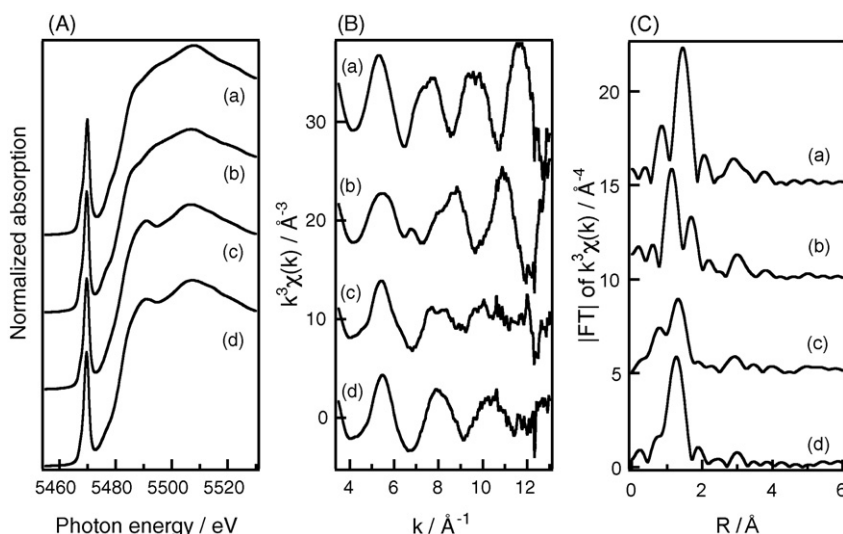 (A)
(B)
(C)
Normalized absorption
(a)
(b)
(c)
(d)
5460 5480 5500 5520
Photon energy / eV
k³χ(k) / Å⁻³
30
20
10
0
(a)
(b)
(c)
(d)
4 6 8 10 12
k / Å⁻¹
|FT| of k³χ(k) / Å⁻⁴
20
15
10
5
0
(a)
(b)
(c)
(d)
0 2 4 6
R / Å